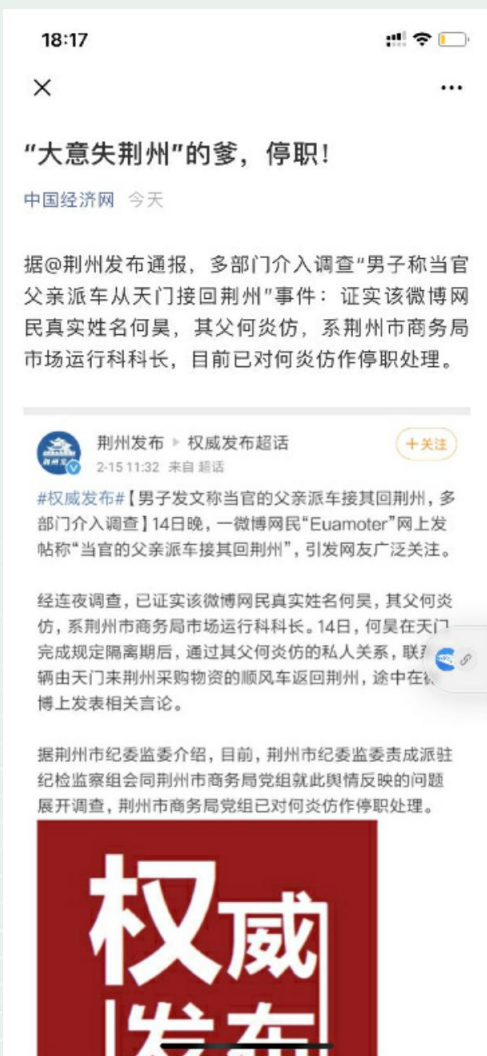 18:17
“大意失荆州”的爹，停职！
中国经济网 今天
据@荆州发布通报，多部门介入调查“男子称当官
父亲派车从天门接回荆州”事件：证实该微博网
民真实姓名何昊，其父何炎仿，系荆州市商务局
市场运行科科长，目前已对何炎仿作停职处理。
荆州发布 权威发布超话
+关注
2-15 11:32 来自 超话
#权威发布#【男子发文称当官的父亲派车接其回荆州，多
部门介入调查】14日晚，一微博网民“Euamoter”网上发
帖称“当官的父亲派车接其回荆州”，引发网友广泛关注。
经连夜调查，已证实该微博网民真实姓名何昊，其父何炎
仿，系荆州市商务局市场运行科科长。14日，何昊在天门
完成规定隔离期后，通过其父何炎仿的私人关系，联
辆由天门来荆州采购物资的顺风车返回荆州，途中在
博上发表相关言论。
据荆州市纪委监委介绍，目前，荆州市纪委监委责成派驻
纪检监察组会同荆州市商务局党组就此舆情反映的问题
展开调查，荆州市商务局党组已对何炎仿作停职处理。
权威
发布